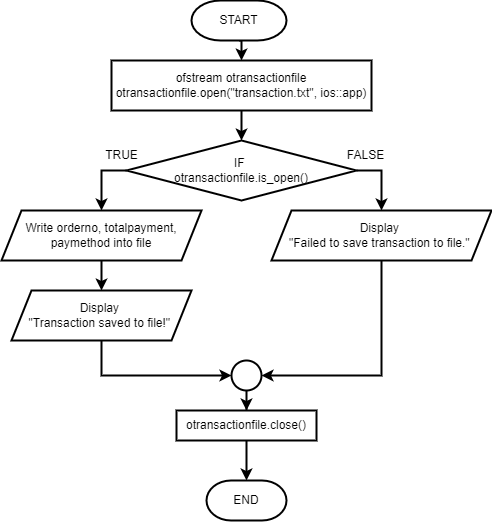 START
ofstream otransactionfile
otransactionfile.open("transaction.txt", ios::app)
TRUE
IF
otransactionfile.is_open()
FALSE
Write orderno, totalpayment,
paymethod into file
Display
"Failed to save transaction to file."
Display
"Transaction saved to file!"
otransactionfile.close()
END